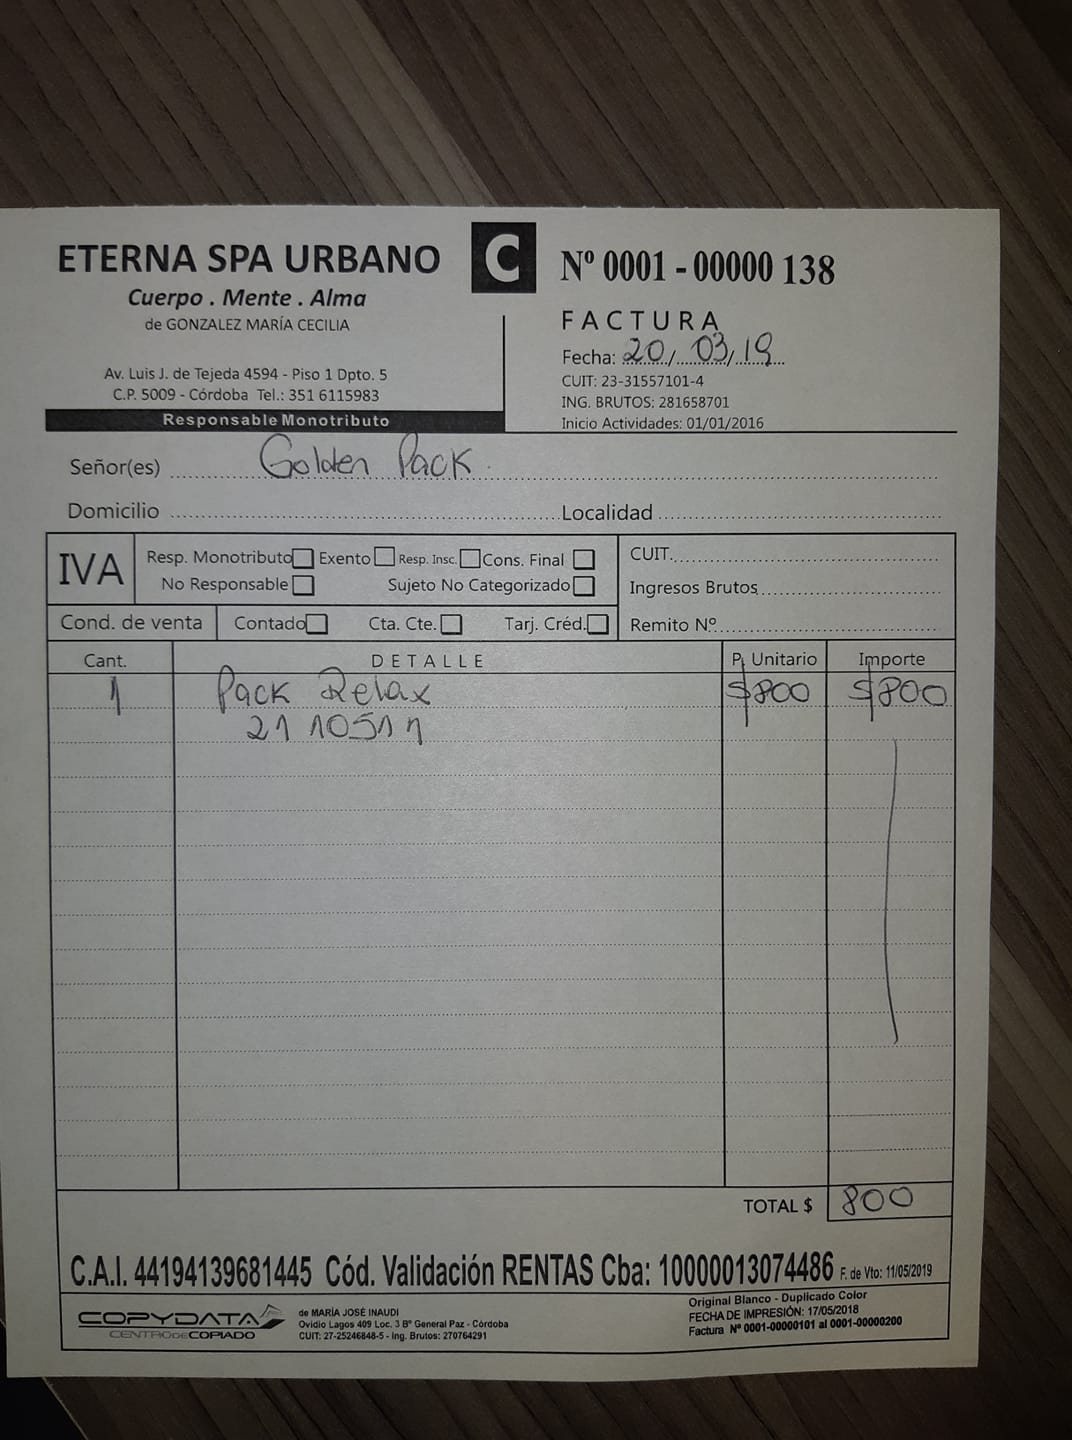 ETERNA SPA URBANO
Cuerpo . Mente . Alma
de GONZALEZ MARÍA CECILIA
Av. Luis J. de Tejeda 4594 - Piso 1 Dpto. 5
C.P. 5009 - Córdoba Tel.: 351 6115983
Responsable Monotributo
C
Nº 0001 - 00000 138
FACTURA
Fecha: 20/03/19
CUIT: 23-31557101-4
ING. BRUTOS: 281658701
Inicio Actividades: 01/01/2016
Señor(es) Golden Pack
Domicilio Localidad
IVA
Resp. Monotributo Exento Resp. Insc. Cons. Final
No Responsable Sujeto No Categorizado
CUIT.
Ingresos Brutos
Cond. de venta Contado Cta. Cte. Tarj. Créd. Remito Nº
Cant. DETALLE P. Unitario Importe
1 Pack Relax $800 $800
21 10511
TOTAL $ 800
C.A.I. 44194139681445 Cód. Validación RENTAS Cba: 10000013074486 F. de Vto: 11/05/2019
COPYDATA
CENTRO DE COPIADO
de MARÍA JOSÉ INAUDI
Ovidio Lagos 409 Loc. 3 Bº General Paz - Córdoba
CUIT: 27-25246848-5 - Ing. Brutos: 270764291
Original Blanco - Duplicado Color
FECHA DE IMPRESIÓN: 17/05/2018
Factura Nº 0001-00000101 al 0001-00000200